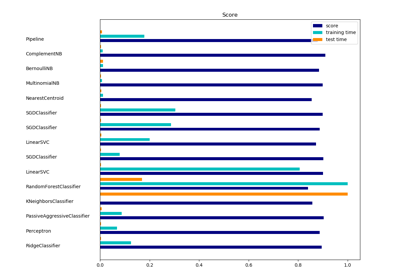 Score
score
training time
test time
Pipeline
ComplementNB
BernoulliNB
MultinomialNB
NearestCentroid
SGDClassifier
SGDClassifier
LinearSVC
SGDClassifier
LinearSVC
RandomForestClassifier
KNeighborsClassifier
PassiveAggressiveClassifier
Perceptron
RidgeClassifier
0.0 0.2 0.4 0.6 0.8 1.0